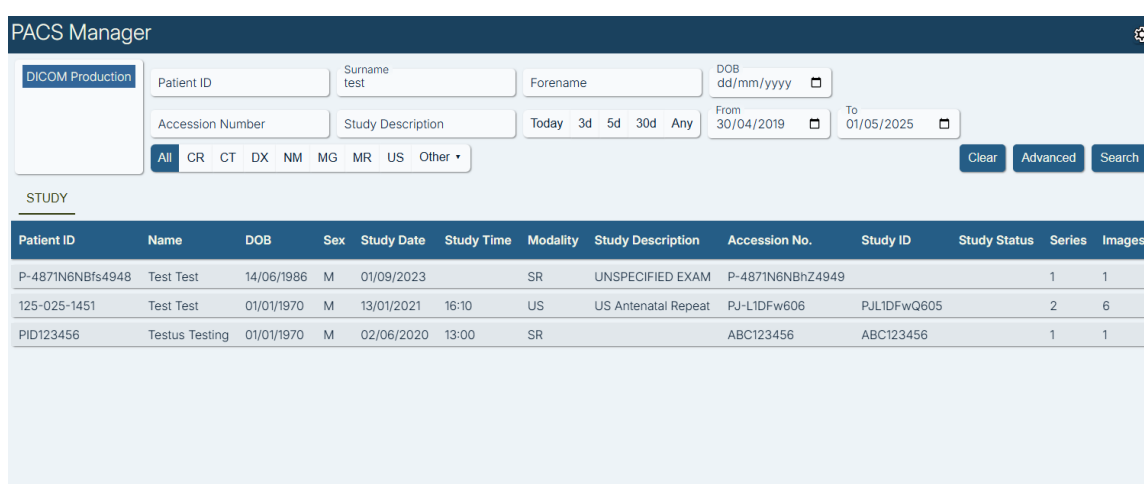 PACS Manager
DICOM Production
Patient ID
Surname
test
Forename
DOB
dd/mm/yyyy
Accession Number
Study Description
Today 3d 5d 30d Any
From
30/04/2019
To
01/05/2025
All CR CT DX NM MG MR US Other
Clear Advanced Search
STUDY
Patient ID Name DOB Sex Study Date Study Time Modality Study Description Accession No. Study ID Study Status Series Images
P-4871N6NBfs4948 Test Test 14/06/1986 M 01/09/2023 SR UNSPECIFIED EXAM P-4871N6NBhZ4949 1 1
125-025-1451 Test Test 01/01/1970 M 13/01/2021 16:10 US US Antenatal Repeat PJ-L1DFw606 PJL1DFwQ605 2 6
PID123456 Testus Testing 01/01/1970 M 02/06/2020 13:00 SR ABC123456 ABC123456 1 1